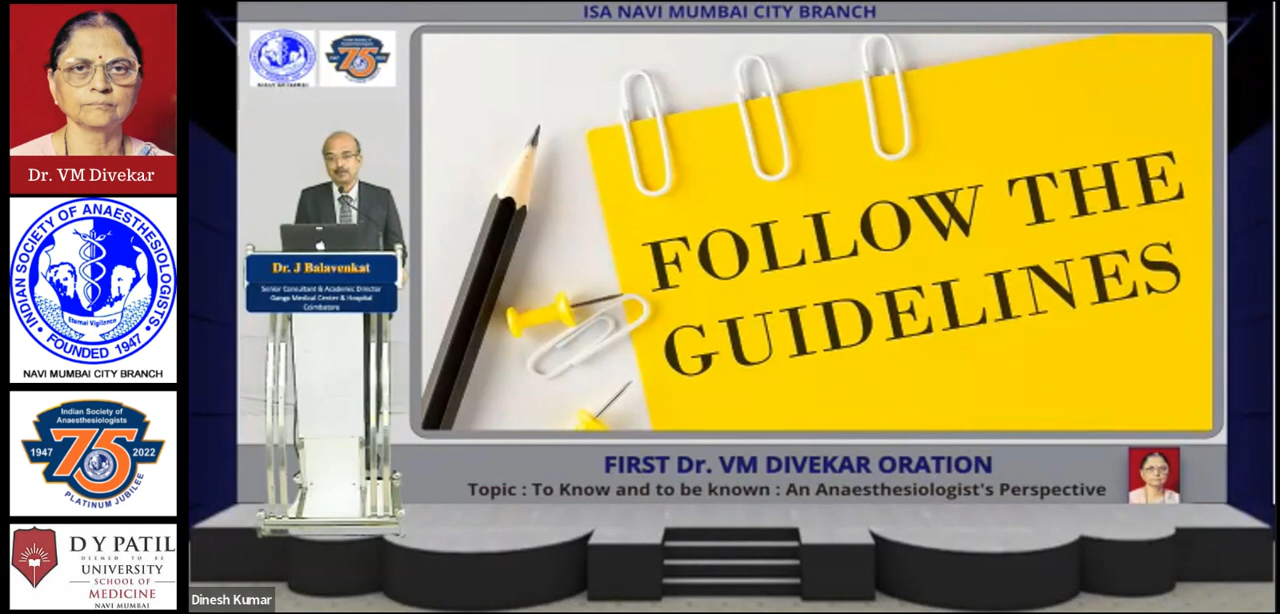 Dr. VM Divekar
INDIAN SOCIETY OF ANAESTHESIOLOGISTS
Eternal Vigilance
FOUNDED 1947
NAVI MUMBAI CITY BRANCH
Indian Society of
Anaesthesiologists
1947 75 2022
PLATINUM JUBILEE
D Y PATIL
DEEMED TO BE
UNIVERSITY
SCHOOL OF
MEDICINE
NAVI MUMBAI
ISA NAVI MUMBAI CITY BRANCH
75
Dr. J Balavenkat
Senior Consultant & Academic Director
Ganga Medical Center & Hospital
Coimbatore
FOLLOW THE
GUIDELINES
FIRST Dr. VM DIVEKAR ORATION
Topic : To Know and to be known : An Anaesthesiologist's Perspective
Dinesh Kumar